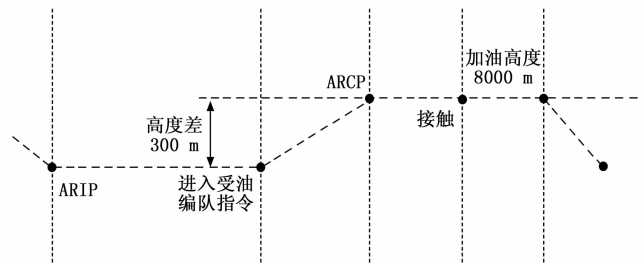 加油高度
8000 m
ARCP
接触
高度差
300 m
进入受油
编队指令
ARIP